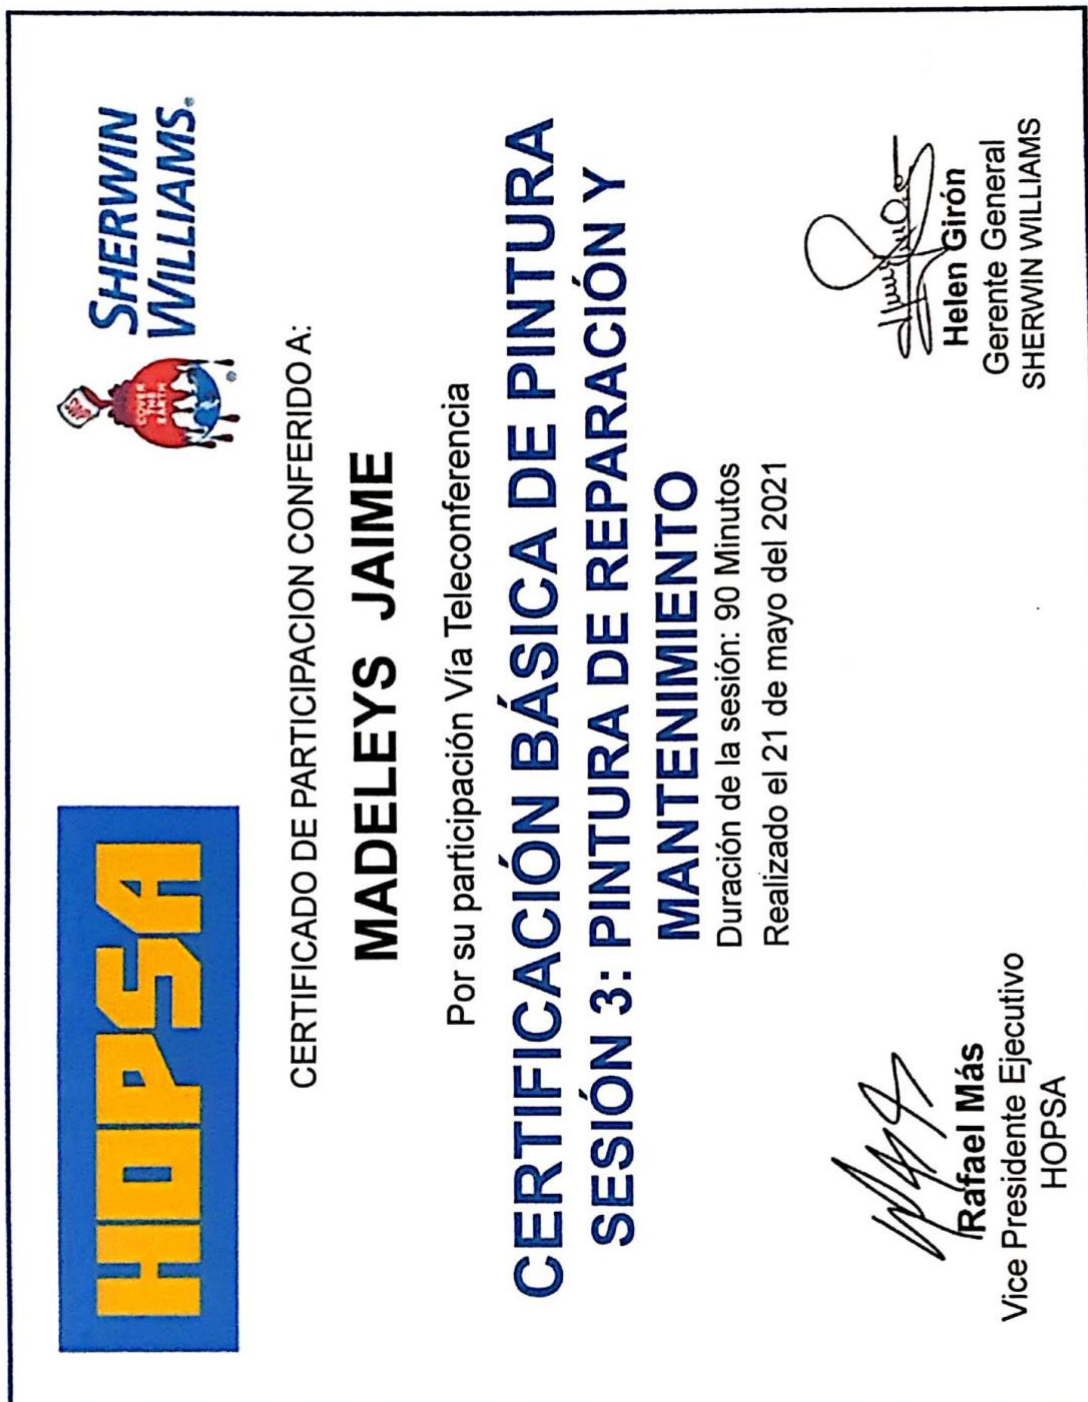 HOPSA
SHERWIN
WILLIAMS.
COVER
THE
EARTH
CERTIFICADO DE PARTICIPACION CONFERIDO A:
MADELEYS JAIME
Por su participación Vía Teleconferencia
CERTIFICACIÓN BÁSICA DE PINTURA
SESIÓN 3: PINTURA DE REPARACIÓN Y
MANTENIMIENTO
Duración de la sesión: 90 Minutos
Realizado el 21 de mayo del 2021
Rafael Más
Vice Presidente Ejecutivo
HOPSA
Helen Girón
Gerente General
SHERWIN WILLIAMS